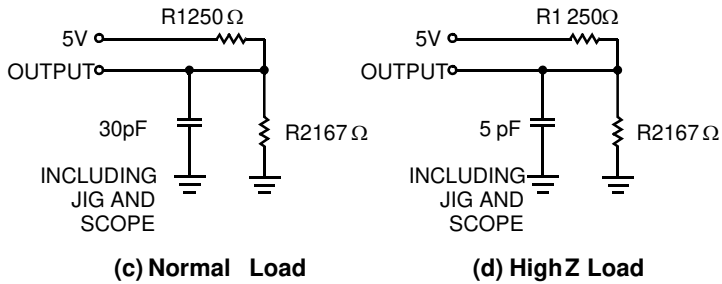 R1250Ω
5V
OUTPUT
30pF
R2167Ω
INCLUDING
JIG AND
SCOPE
(c) Normal Load
R1 250Ω
5V
OUTPUT
5 pF
R2167Ω
INCLUDING
JIG AND
SCOPE
(d) High Z Load